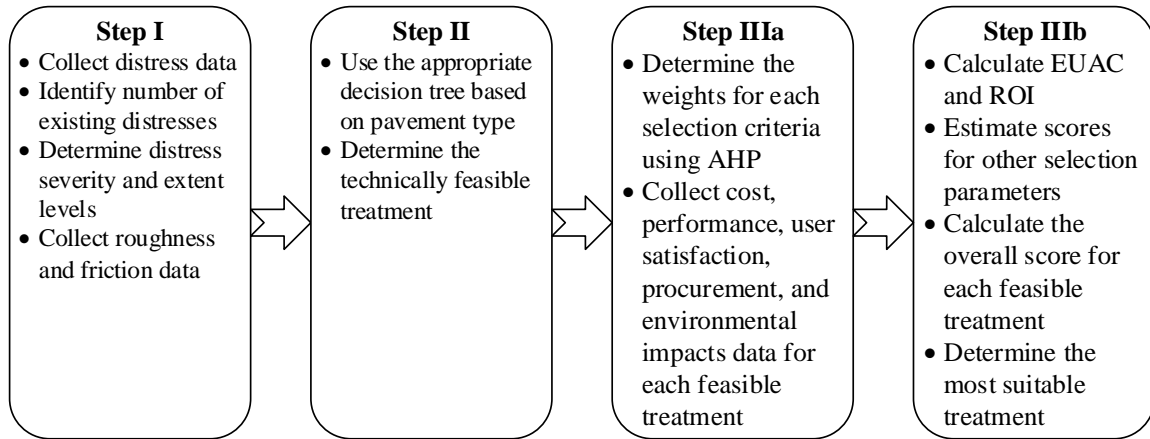 Step I
• Collect distress data
• Identify number of
existing distresses
• Determine distress
severity and extent
levels
• Collect roughness
and friction data
Step II
• Use the appropriate
decision tree based
on pavement type
• Determine the
technically feasible
treatment
Step IIIa
• Determine the
weights for each
selection criteria
using AHP
• Collect cost,
performance, user
satisfaction,
procurement, and
environmental
impacts data for
each feasible
treatment
Step IIIb
• Calculate EUAC
and ROI
• Estimate scores
for other selection
parameters
• Calculate the
overall score for
each feasible
treatment
• Determine the
most suitable
treatment